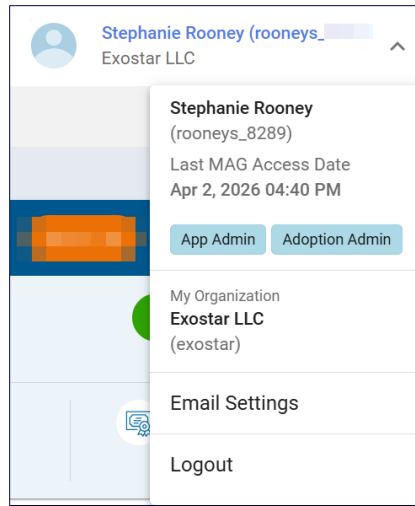 Stephanie Rooney (rooneys_
Exostar LLC
Stephanie Rooney
(rooneys_8289)
Last MAG Access Date
Apr 2, 2026 04:40 PM
App Admin Adoption Admin
My Organization
Exostar LLC
(exostar)
Email Settings
Logout